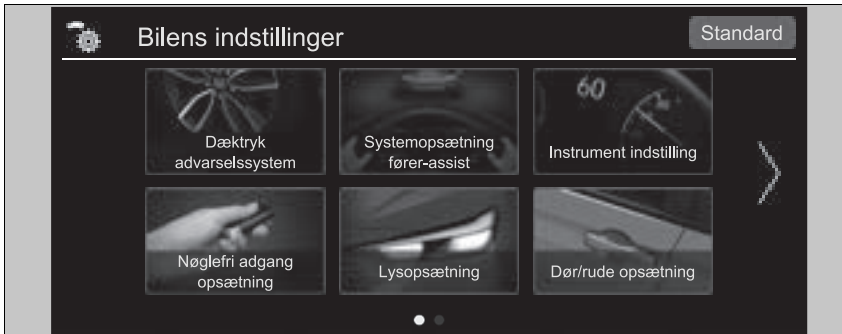 Bilens indstillinger
Standard
Dæktryk
advarselssystem
Systemopsætning
fører-assist
60
Instrument indstilling
Nøglefri adgang
opsætning
Lysopsætning
Dør/rude opsætning